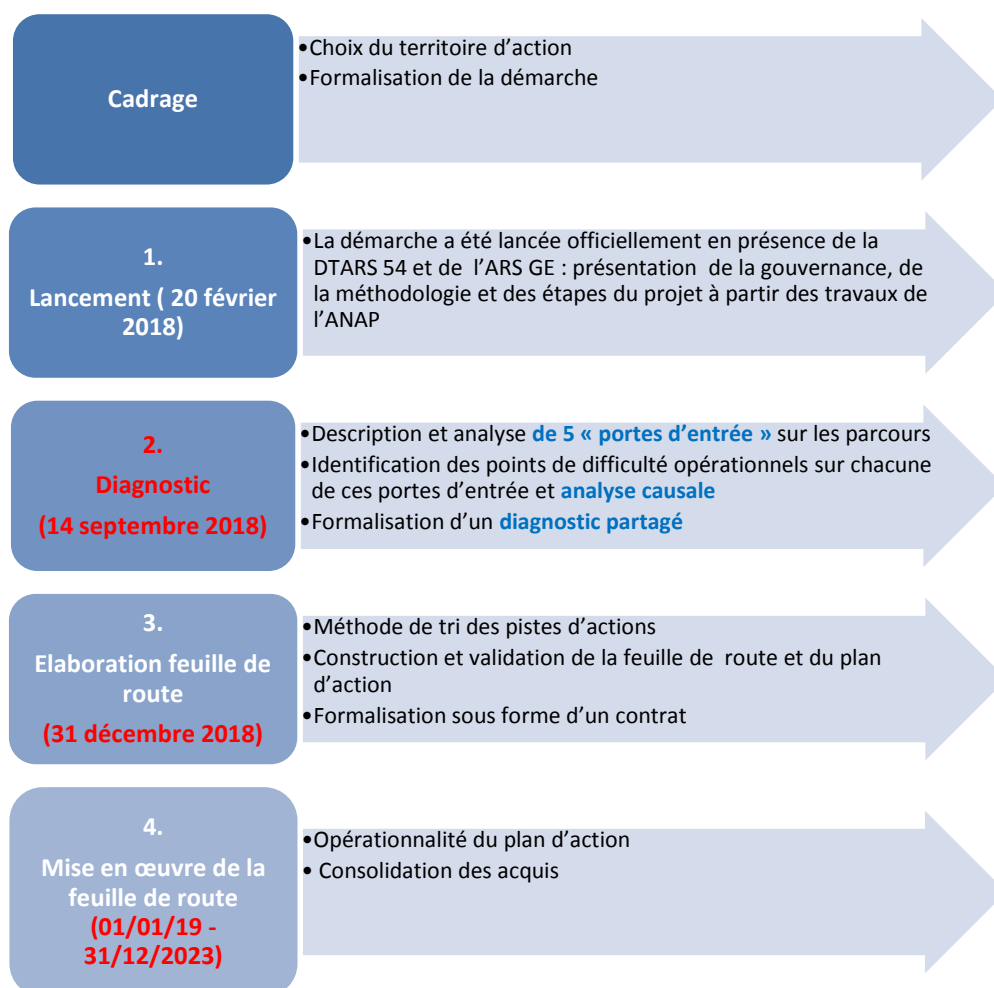 Cadrage
•Choix du territoire d'action
•Formalisation de la démarche
1.
Lancement ( 20 février
2018)
•La démarche a été lancée officiellement en présence de la
DTARS 54 et de l'ARS GE : présentation de la gouvernance, de
la méthodologie et des étapes du projet à partir des travaux de
l'ANAP
2.
Diagnostic
(14 septembre 2018)
•Description et analyse de 5 « portes d'entrée » sur les parcours
•Identification des points de difficulté opérationnels sur chacune
de ces portes d'entrée et analyse causale
•Formalisation d'un diagnostic partagé
3.
Elaboration feuille de
route
(31 décembre 2018)
•Méthode de tri des pistes d'actions
•Construction et validation de la feuille de route et du plan
d'action
•Formalisation sous forme d'un contrat
4.
Mise en œuvre de la
feuille de route
(01/01/19 -
31/12/2023)
•Opérationnalité du plan d'action
• Consolidation des acquis